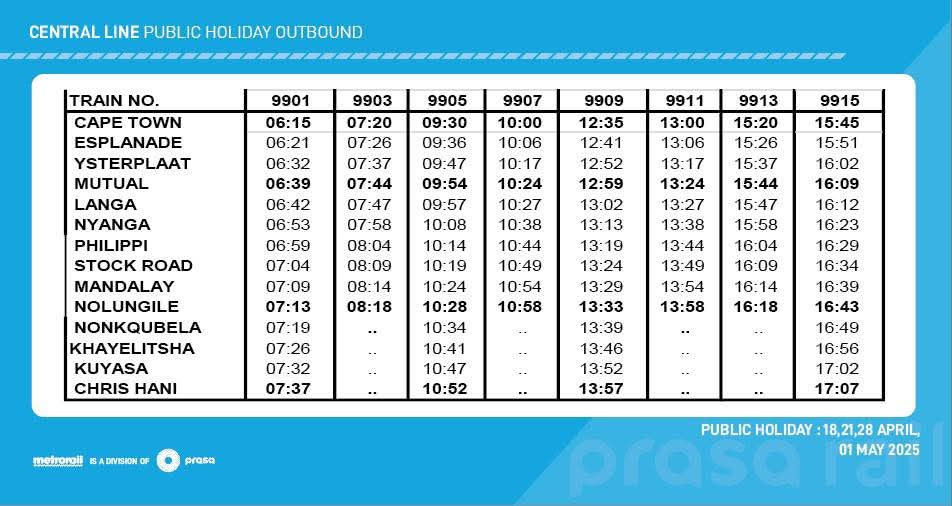 CENTRAL LINE PUBLIC HOLIDAY OUTBOUND
TRAIN NO. 9901 9903 9905 9907 9909 9911 9913 9915
CAPE TOWN 06:15 07:20 09:30 10:00 12:35 13:00 15:20 15:45
ESPLANADE 06:21 07:26 09:36 10:06 12:41 13:06 15:26 15:51
YSTERPLAAT 06:32 07:37 09:47 10:17 12:52 13:17 15:37 16:02
MUTUAL 06:39 07:44 09:54 10:24 12:59 13:24 15:44 16:09
LANGA 06:42 07:47 09:57 10:27 13:02 13:27 15:47 16:12
NYANGA 06:53 07:58 10:08 10:38 13:13 13:38 15:58 16:23
PHILIPPI 06:59 08:04 10:14 10:44 13:19 13:44 16:04 16:29
STOCK ROAD 07:04 08:09 10:19 10:49 13:24 13:49 16:09 16:34
MANDALAY 07:09 08:14 10:24 10:54 13:29 13:54 16:14 16:39
NOLUNGILE 07:13 08:18 10:28 10:58 13:33 13:58 16:18 16:43
NONKQUBELA 07:19 .. 10:34 .. 13:39 .. .. 16:49
KHAYELITSHA 07:26 .. 10:41 .. 13:46 .. .. 16:56
KUYASA 07:32 .. 10:47 .. 13:52 .. .. 17:02
CHRIS HANI 07:37 .. 10:52 .. 13:57 .. .. 17:07
PUBLIC HOLIDAY : 18,21,28 APRIL,
01 MAY 2025
metrorail IS A DIVISION OF prasa
prasa rail